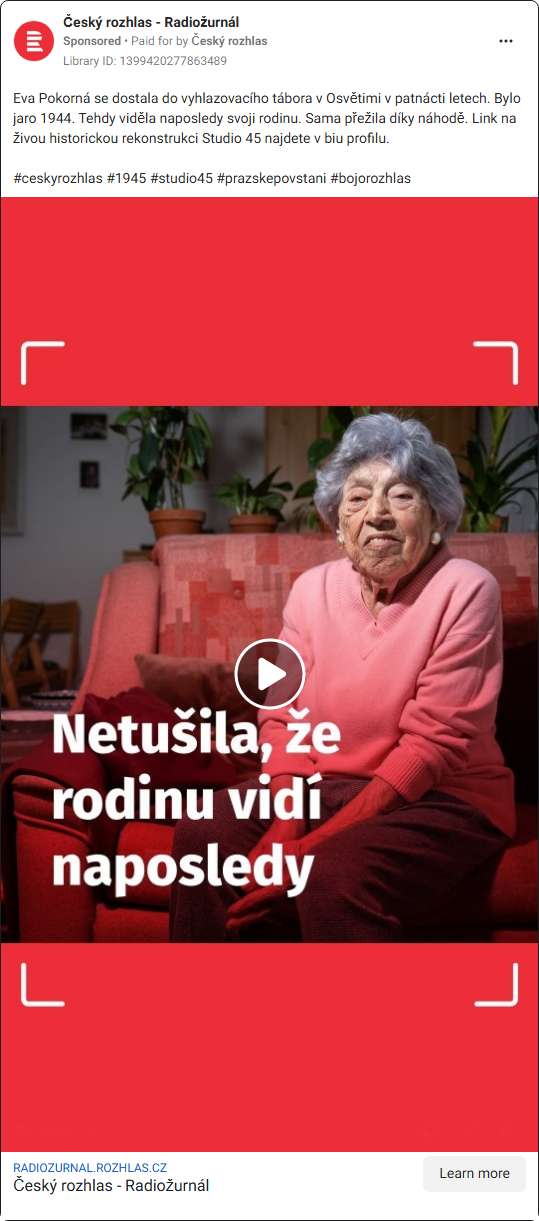 Český rozhlas - Radiožurnál
Sponsored • Paid for by Český rozhlas
Library ID: 1399420277863489
Eva Pokorná se dostala do vyhlazovacího tábora v Osvětimi v patnácti letech. Bylo
jaro 1944. Tehdy viděla naposledy svoji rodinu. Sama přežila díky náhodě. Link na
živou historickou rekonstrukci Studio 45 najdete v biu profilu.
#ceskyrozhlas #1945 #studio45 #prazskepovstani #bojorozhlas
Netušila, že
rodinu vidí
naposledy
RADIOZURNAL.ROZHLAS.CZ
Český rozhlas - Radiožurnál
Learn more